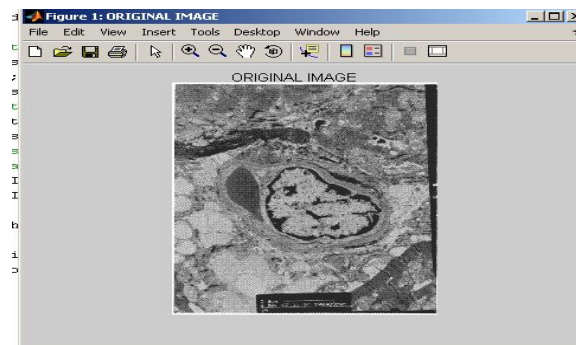 Figure 1: ORIGINAL IMAGE
File Edit View Insert Tools Desktop Window Help
ORIGINAL IMAGE